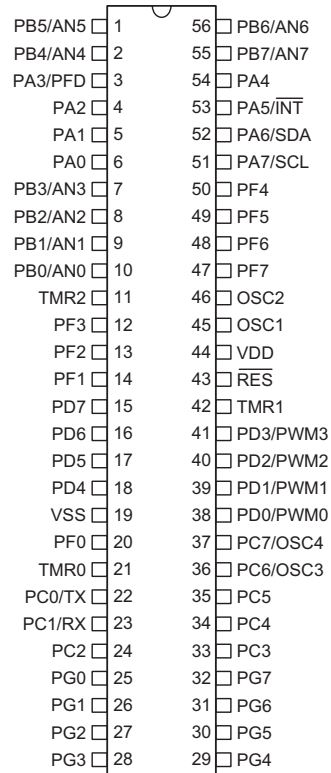 PB5/AN5 1 56 PB6/AN6
PB4/AN4 2 55 PB7/AN7
PA3/PFD 3 54 PA4
PA2 4 53 PA5/INT
PA1 5 52 PA6/SDA
PA0 6 51 PA7/SCL
PB3/AN3 7 50 PF4
PB2/AN2 8 49 PF5
PB1/AN1 9 48 PF6
PB0/AN0 10 47 PF7
TMR2 11 46 OSC2
PF3 12 45 OSC1
PF2 13 44 VDD
PF1 14 43 RES
PD7 15 42 TMR1
PD6 16 41 PD3/PWM3
PD5 17 40 PD2/PWM2
PD4 18 39 PD1/PWM1
VSS 19 38 PD0/PWM0
PF0 20 37 PC7/OSC4
TMR0 21 36 PC6/OSC3
PC0/TX 22 35 PC5
PC1/RX 23 34 PC4
PC2 24 33 PC3
PG0 25 32 PG7
PG1 26 31 PG6
PG2 27 30 PG5
PG3 28 29 PG4